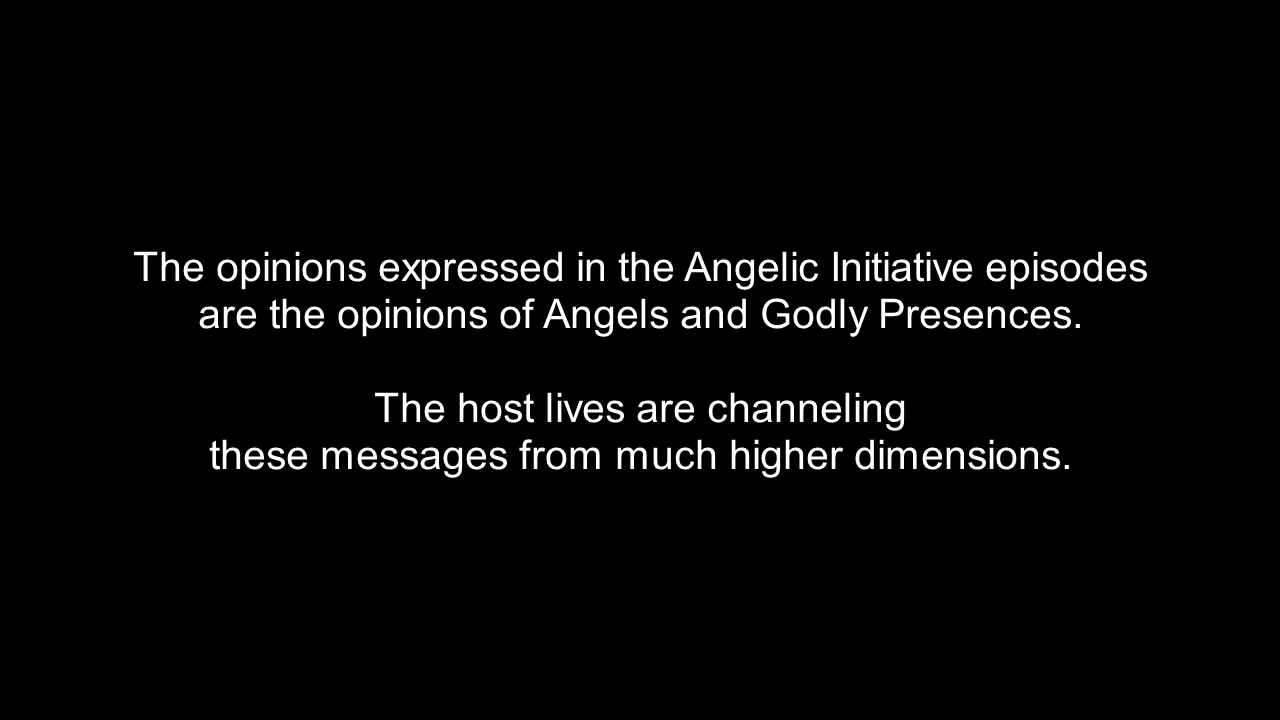 The opinions expressed in the Angelic Initiative episodes
are the opinions of Angels and Godly Presences.
The host lives are channeling
these messages from much higher dimensions.